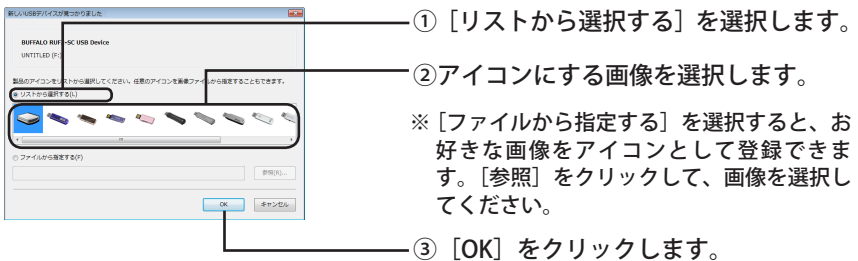 新しいUSBデバイスが見つかりました
BUFFALO RUF
-SC USB Device
UNTITLED (F:)
製品のアイコンをリストから選択してください。任意のアイコンを画像ファイルから指定することもできます。
リストから選択する(L)
ファイルから指定する(F)
参照(R)...
OK
キャンセル
①［リストから選択する］を選択します。
②アイコンにする画像を選択します。
※［ファイルから指定する］を選択すると、お
好きな画像をアイコンとして登録できま
す。［参照］をクリックして、画像を選択し
てください。
③［OK］をクリックします。